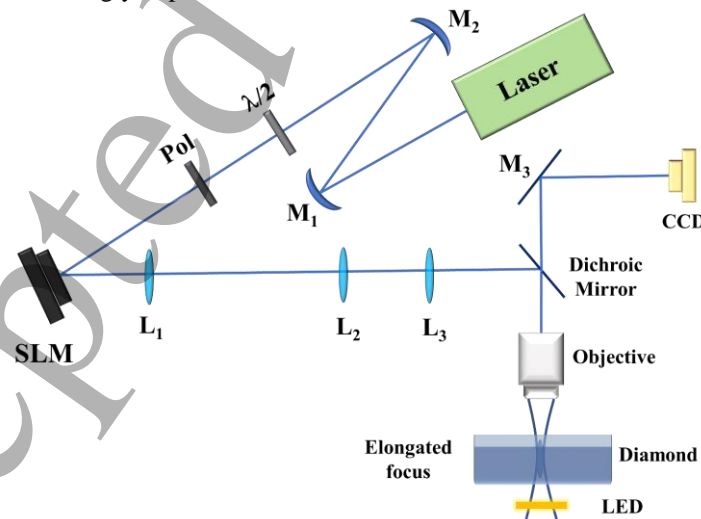 M₂
Laser
λ/2
Pol
M₁
M₃
CCD
Dichroic
Mirror
L₁
L₂
L₃
SLM
Objective
Elongated
focus
Diamond
LED